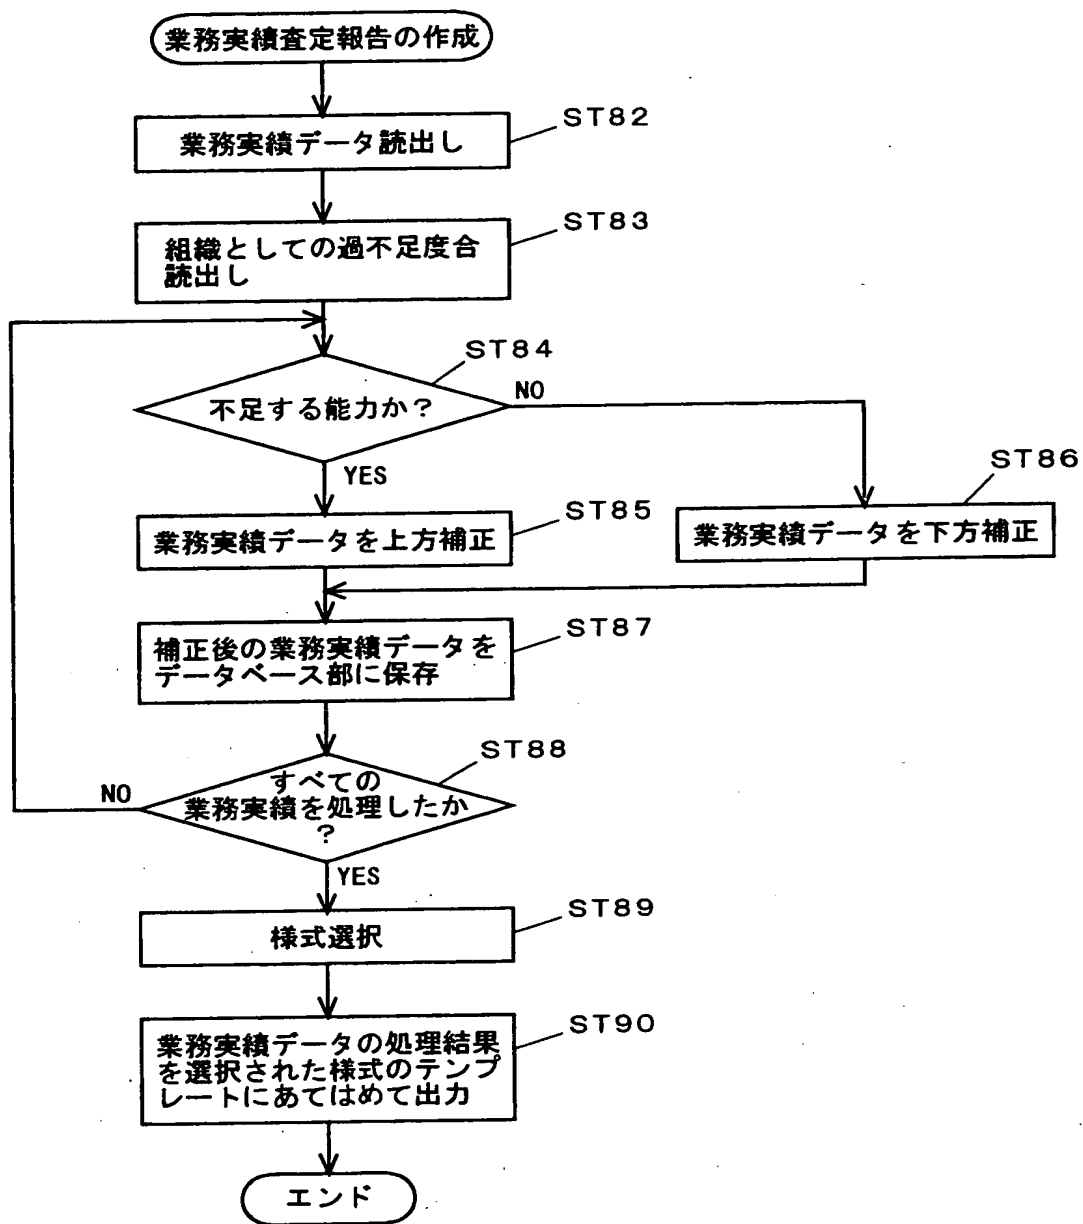 業務実績査定報告の作成
ST82
業務実績データ読出し
ST83
組織としての過不足度合
読出し
ST84
不足する能力か?
NO
YES
ST85
業務実績データを上方補正
ST86
業務実績データを下方補正
ST87
補正後の業務実績データを
データベース部に保存
ST88
すべての
業務実績を処理したか
?
NO
YES
ST89
様式選択
ST90
業務実績データの処理結果
を選択された様式のテンプ
レートにあてはめて出力
エンド